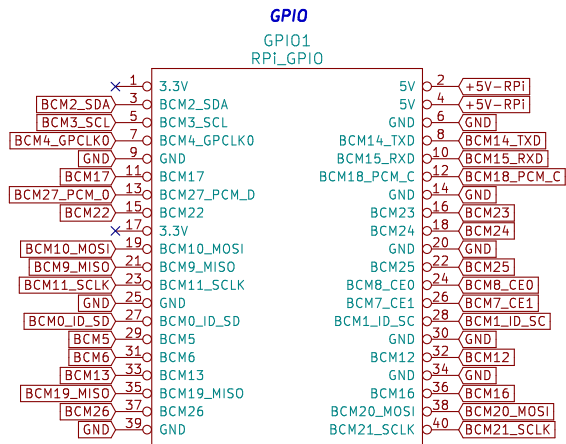 GPIO
GPIO1
RPi_GPIO
1 3.3V 5V 2 +5V-RPi
BCM2_SDA 3 BCM2_SDA 5V 4 +5V-RPi
BCM3_SCL 5 BCM3_SCL GND 6 GND
BCM4_GPCLK0 7 BCM4_GPCLK0 BCM14_TXD 8 BCM14_TXD
GND 9 GND BCM15_RXD 10 BCM15_RXD
BCM17 11 BCM17 BCM18_PCM_C 12 BCM18_PCM_C
BCM27_PCM_0 13 BCM27_PCM_D GND 14 GND
BCM22 15 BCM22 BCM23 16 BCM23
17 3.3V BCM24 18 BCM24
BCM10_MOSI 19 BCM10_MOSI GND 20 GND
BCM9_MISO 21 BCM9_MISO BCM25 22 BCM25
BCM11_SCLK 23 BCM11_SCLK BCM8_CE0 24 BCM8_CE0
GND 25 GND BCM7_CE1 26 BCM7_CE1
BCM0_ID_SD 27 BCM0_ID_SD BCM1_ID_SC 28 BCM1_ID_SC
BCM5 29 BCM5 GND 30 GND
BCM6 31 BCM6 BCM12 32 BCM12
BCM13 33 BCM13 GND 34 GND
BCM19_MISO 35 BCM19_MISO BCM16 36 BCM16
BCM26 37 BCM26 BCM20_MOSI 38 BCM20_MOSI
GND 39 GND BCM21_SCLK 40 BCM21_SCLK